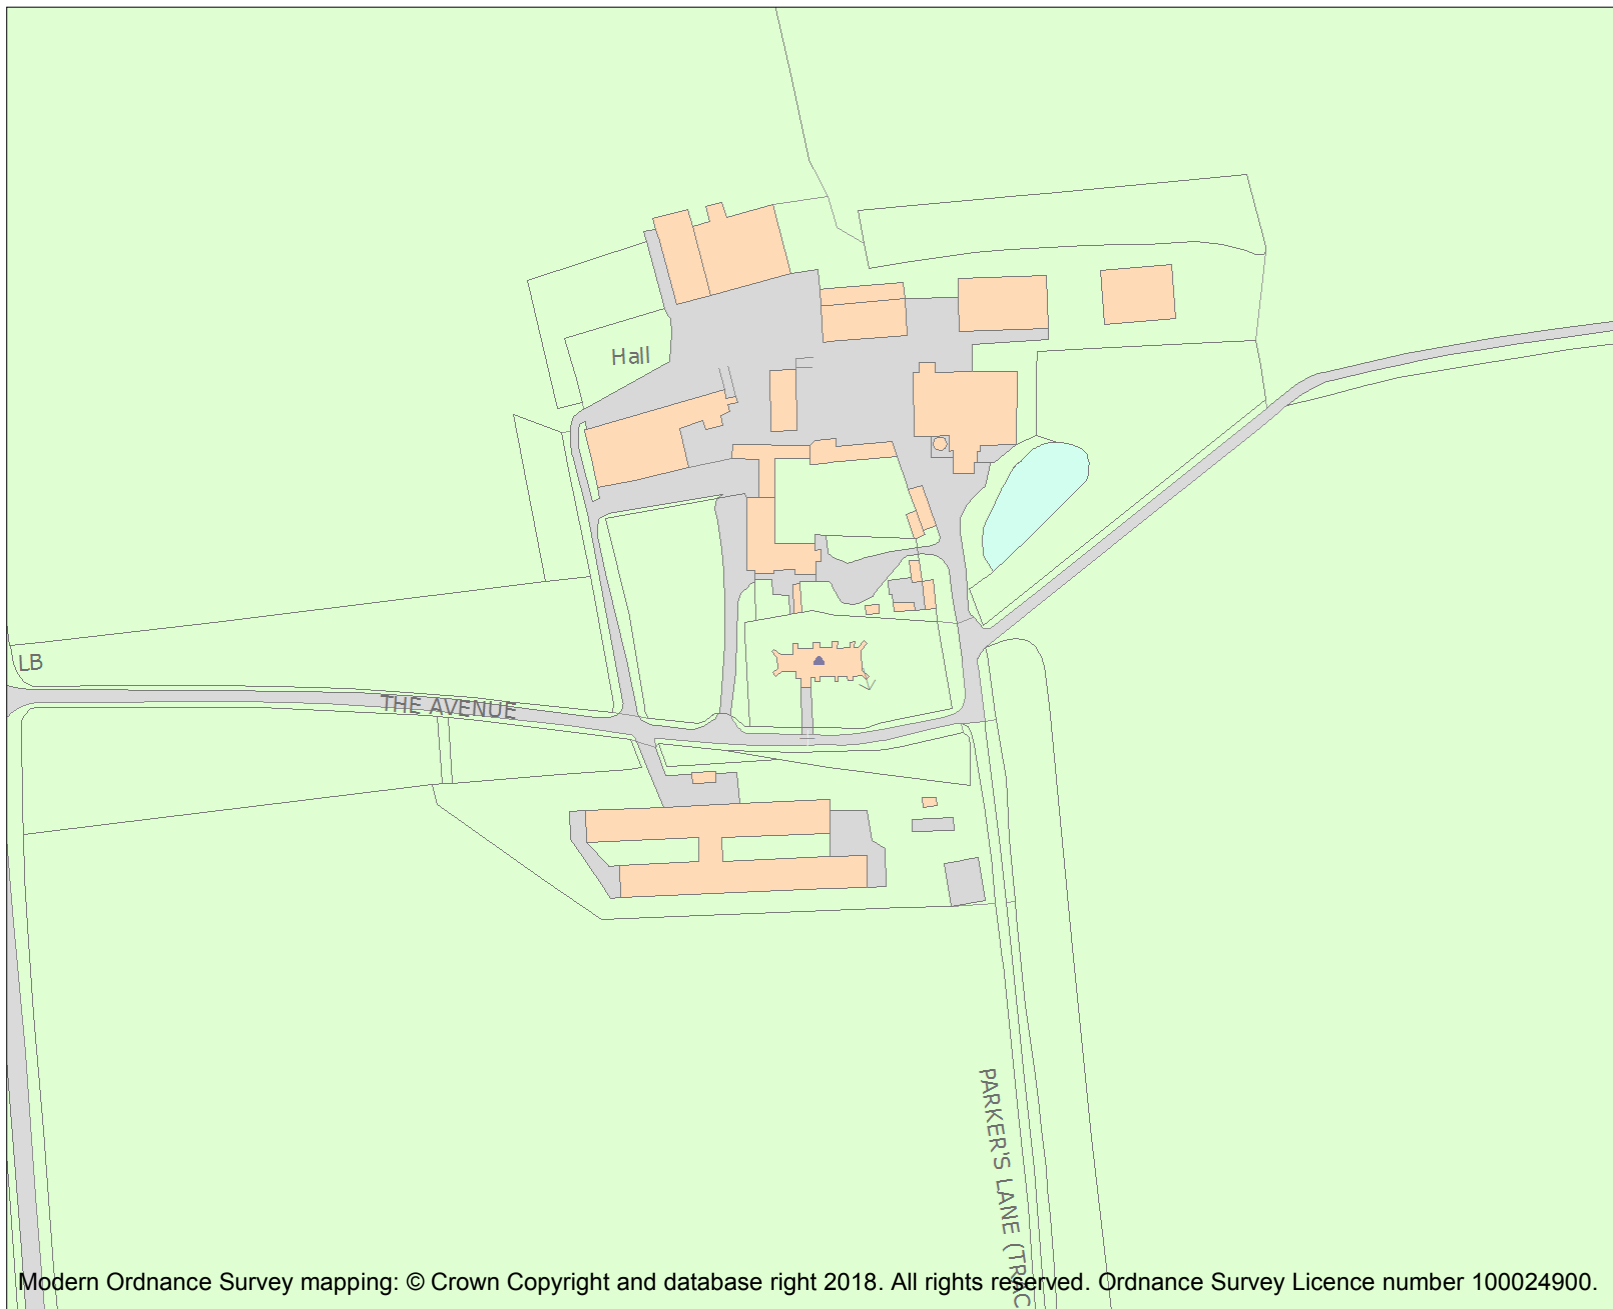 Hall
LB
THE AVENUE
PARKER'S LANE (TRAC
Modern Ordnance Survey mapping: © Crown Copyright and database right 2018. All rights reserved. Ordnance Survey Licence number 100024900.